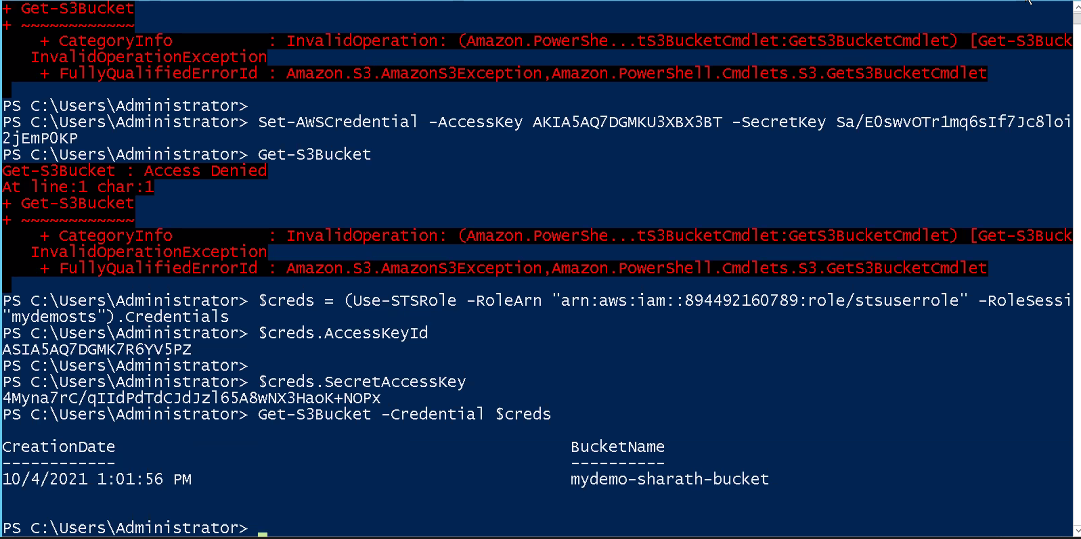 + Get-S3Bucket
+ ~~~~~~~~~~~~
+ CategoryInfo : InvalidOperation: (Amazon.PowerShe...tS3BucketCmdlet:GetS3BucketCmdlet) [Get-S3Buck
InvalidOperationException
+ FullyQualifiedErrorId : Amazon.S3.AmazonS3Exception,Amazon.PowerShell.Cmdlets.S3.GetS3BucketCmdlet
PS C:\Users\Administrator>
PS C:\Users\Administrator> Set-AWSCredential -AccessKey AKIA5AQ7DGMKU3XBX3BT -SecretKey Sa/E0swvOTr1mq6sIf7Jc8loi
2jEmP0KP
PS C:\Users\Administrator> Get-S3Bucket
Get-S3Bucket : Access Denied
At line:1 char:1
+ Get-S3Bucket
+ ~~~~~~~~~~~~
+ CategoryInfo : InvalidOperation: (Amazon.PowerShe...tS3BucketCmdlet:GetS3BucketCmdlet) [Get-S3Buck
InvalidOperationException
+ FullyQualifiedErrorId : Amazon.S3.AmazonS3Exception,Amazon.PowerShell.Cmdlets.S3.GetS3BucketCmdlet
PS C:\Users\Administrator> $creds = (Use-STSRole -RoleArn "arn:aws:iam::894492160789:role/stsuserrole" -RoleSessi
"mydemosts").Credentials
PS C:\Users\Administrator> $creds.AccessKeyId
ASIA5AQ7DGMK7R6YV5PZ
PS C:\Users\Administrator>
PS C:\Users\Administrator> $creds.SecretAccessKey
4Myna7rC/qIIdPdTdCJdJzl65A8wNX3HaoK+NOPx
PS C:\Users\Administrator> Get-S3Bucket -Credential $creds
CreationDate BucketName
------------ ----------
10/4/2021 1:01:56 PM mydemo-sharath-bucket
PS C:\Users\Administrator>